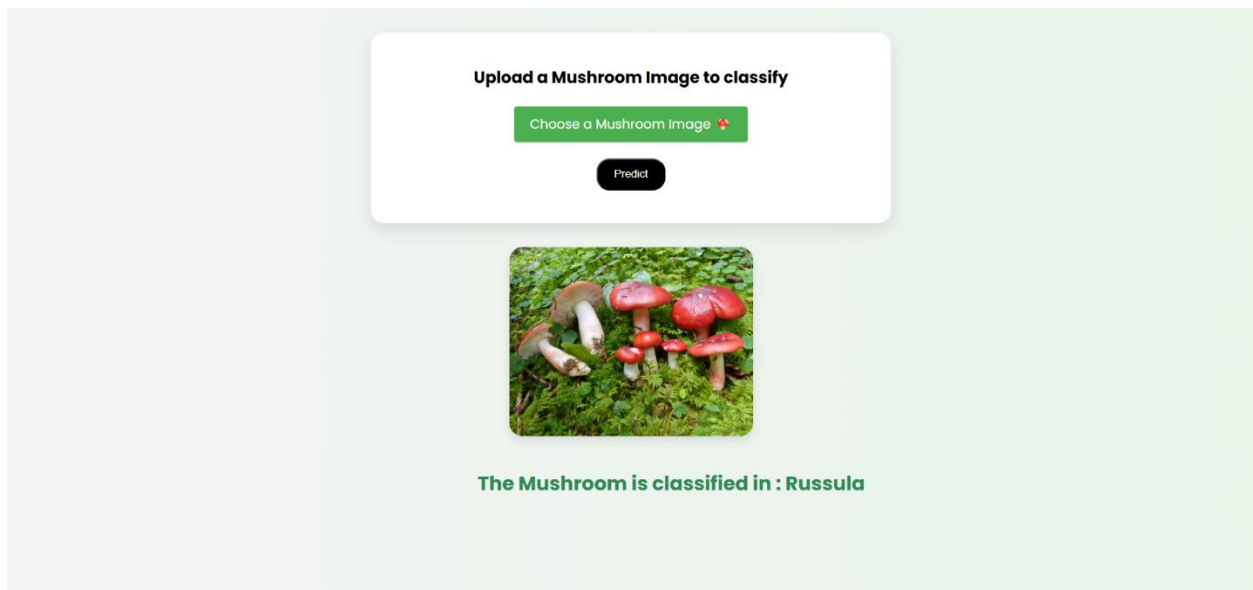 Upload a Mushroom Image to classify
Choose a Mushroom Image 🍄
Predict
The Mushroom is classified in : Russula